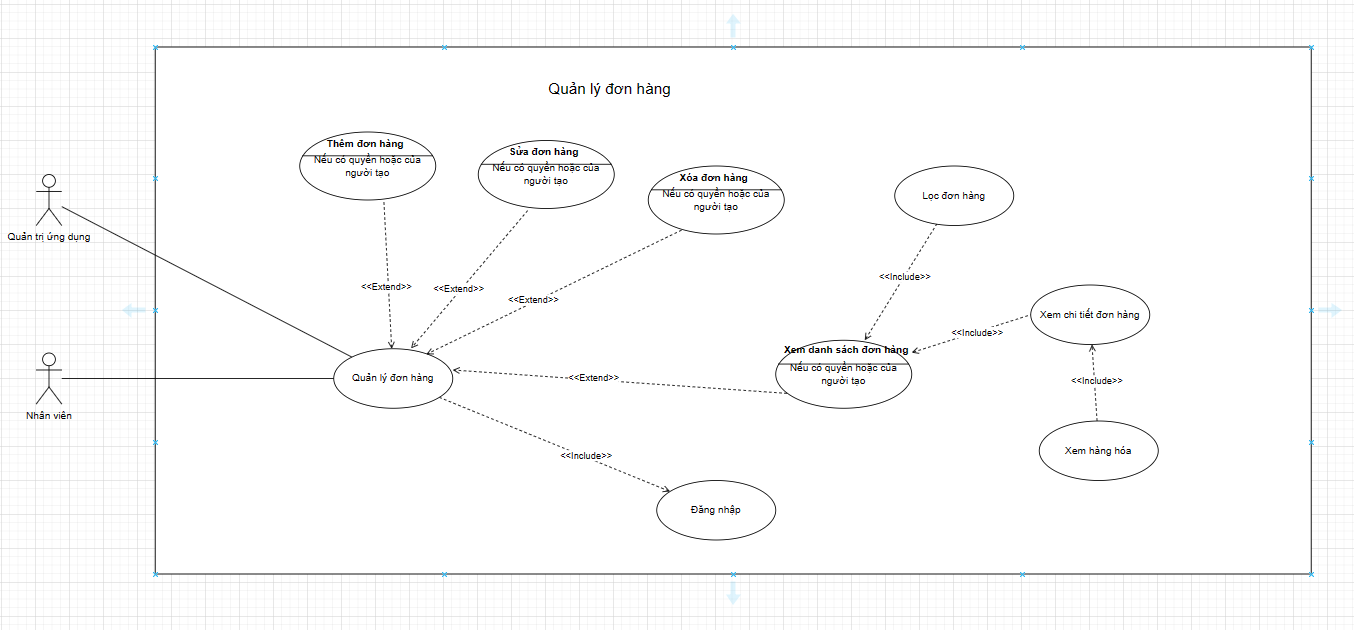 Quản lý đơn hàng
Thêm đơn hàng
Nếu có quyền hoặc của
người tạo
Sửa đơn hàng
Nếu có quyền hoặc của
người tạo
Xóa đơn hàng
Nếu có quyền hoặc của
người tạo
Lọc đơn hàng
Quản trị ứng dụng
<<Include>>
<<Extend>>
<<Extend>>
<<Extend>>
Xem chi tiết đơn hàng
<<Include>>
Xem danh sách đơn hàng
Nếu có quyền hoặc của
người tạo
<<Extend>>
Quản lý đơn hàng
<<Include>>
Nhân viên
Xem hàng hóa
<<Include>>
Đăng nhập